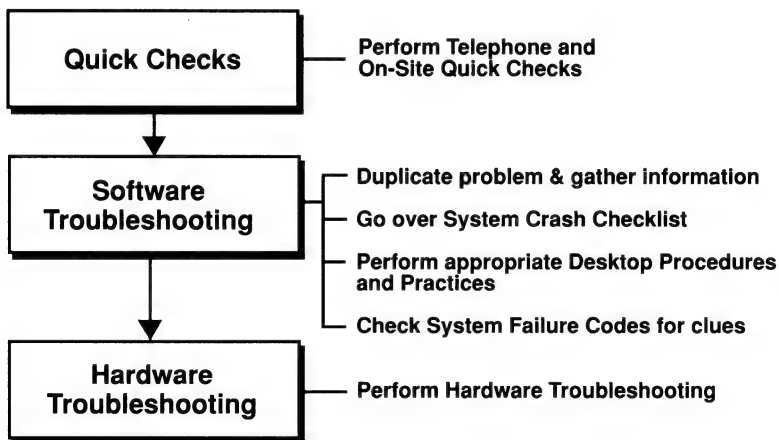 Quick Checks
Perform Telephone and
On-Site Quick Checks
Software
Troubleshooting
Duplicate problem & gather information
Go over System Crash Checklist
Perform appropriate Desktop Procedures
and Practices
Check System Failure Codes for clues
Hardware
Troubleshooting
Perform Hardware Troubleshooting